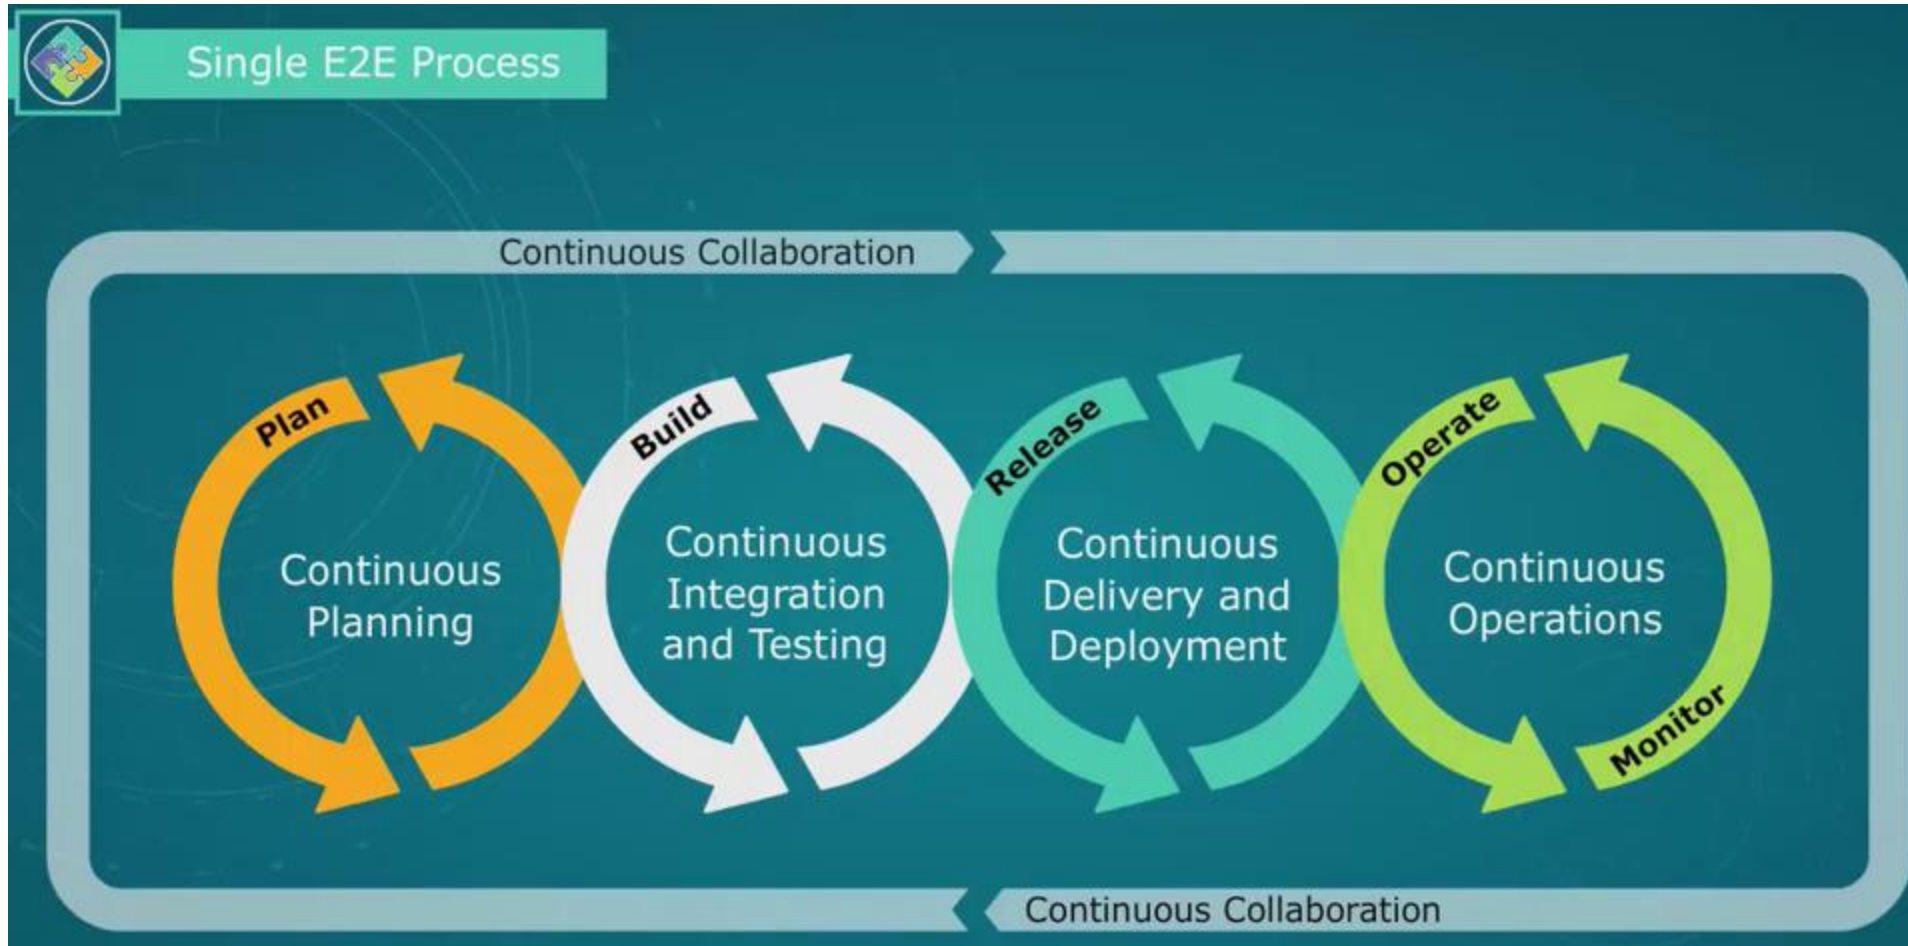 Single E2E Process
Continuous Collaboration
Plan
Continuous
Planning
Build
Continuous
Integration
and Testing
Release
Continuous
Delivery and
Deployment
Operate
Continuous
Operations
Monitor
Continuous Collaboration